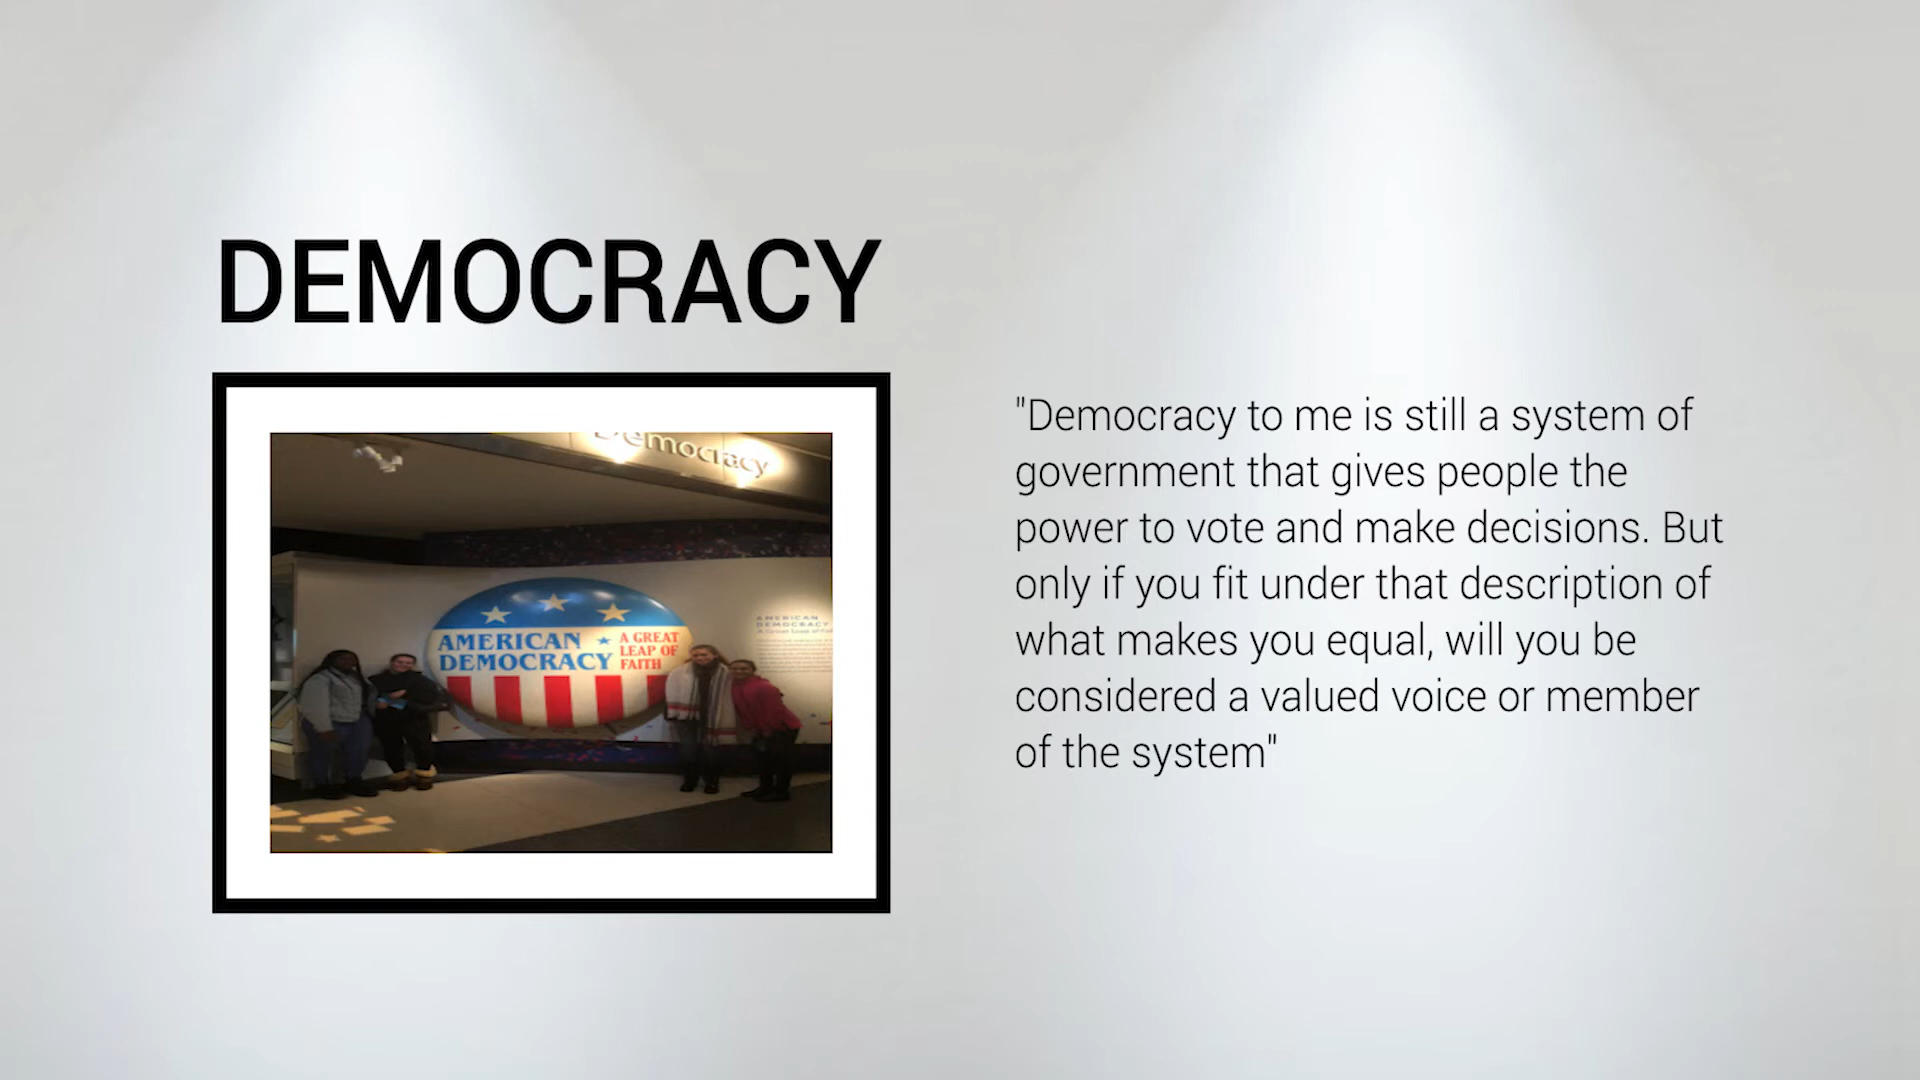 DEMOCRACY
Democracy
AMERICAN
DEMOCRACY
A GREAT
LEAP OF
FAITH
AMERICAN
DEMOCRACY
"Democracy to me is still a system of
government that gives people the
power to vote and make decisions. But
only if you fit under that description of
what makes you equal, will you be
considered a valued voice or member
of the system"